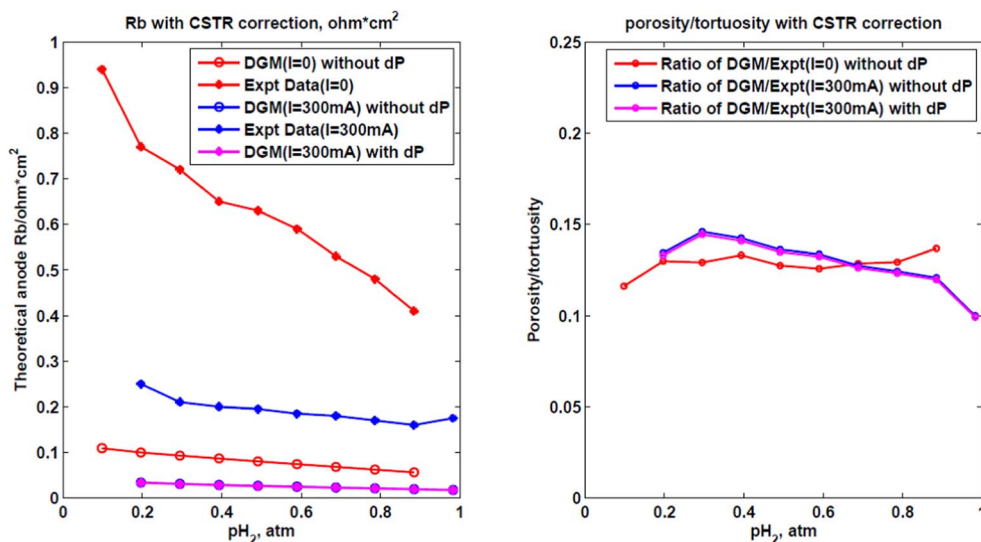 Rb with CSTR correction, ohm*cm²
1
0.9
0.8
0.7
0.6
0.5
0.4
0.3
0.2
0.1
0
Theoretical anode Rb/ohm*cm²
DGM(I=0) without dP
Expt Data(I=0)
DGM(I=300mA) without dP
Expt Data(I=300mA)
DGM(I=300mA) with dP
0 0.2 0.4 0.6 0.8 1
pH₂, atm
porosity/tortuosity with CSTR correction
0.25
0.2
0.15
0.1
0.05
0
Porosity/tortuosity
Ratio of DGM/Expt(I=0) without dP
Ratio of DGM/Expt(I=300mA) without dP
Ratio of DGM/Expt(I=300mA) with dP
0 0.2 0.4 0.6 0.8 1
pH₂, atm